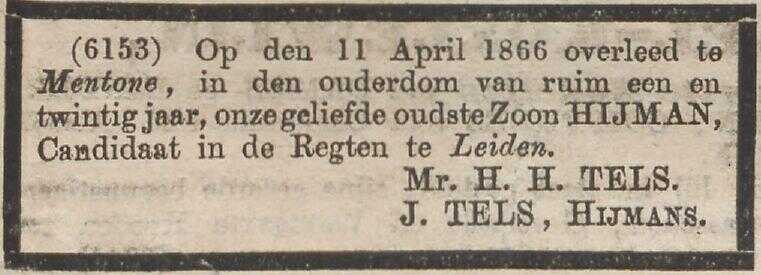 (6153) Op den 11 April 1866 overleed te
Mentone, in den ouderdom van ruim een en
twintig jaar, onze geliefde oudste Zoon HIJMAN,
Candidaat in de Regten te Leiden.
Mr. H. H. TELS.
J. TELS, HIJMANS.